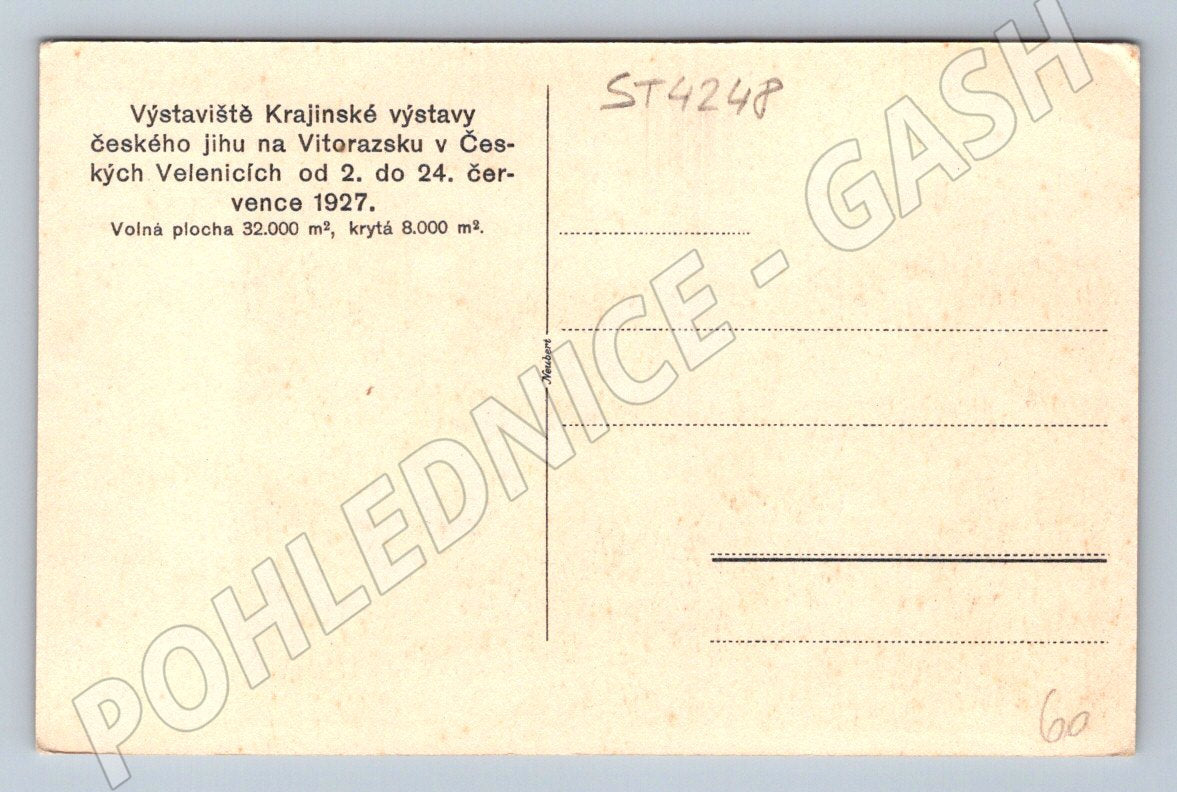 Výstaviště Krajinské výstavy
českého jihu na Vitorazsku v Čes-
kých Velenicích od 2. do 24. čer-
vence 1927.
Volná plocha 32.000 m², krytá 8.000 m².
ST4248
Neubert
60
POHLEDNICE - GASH